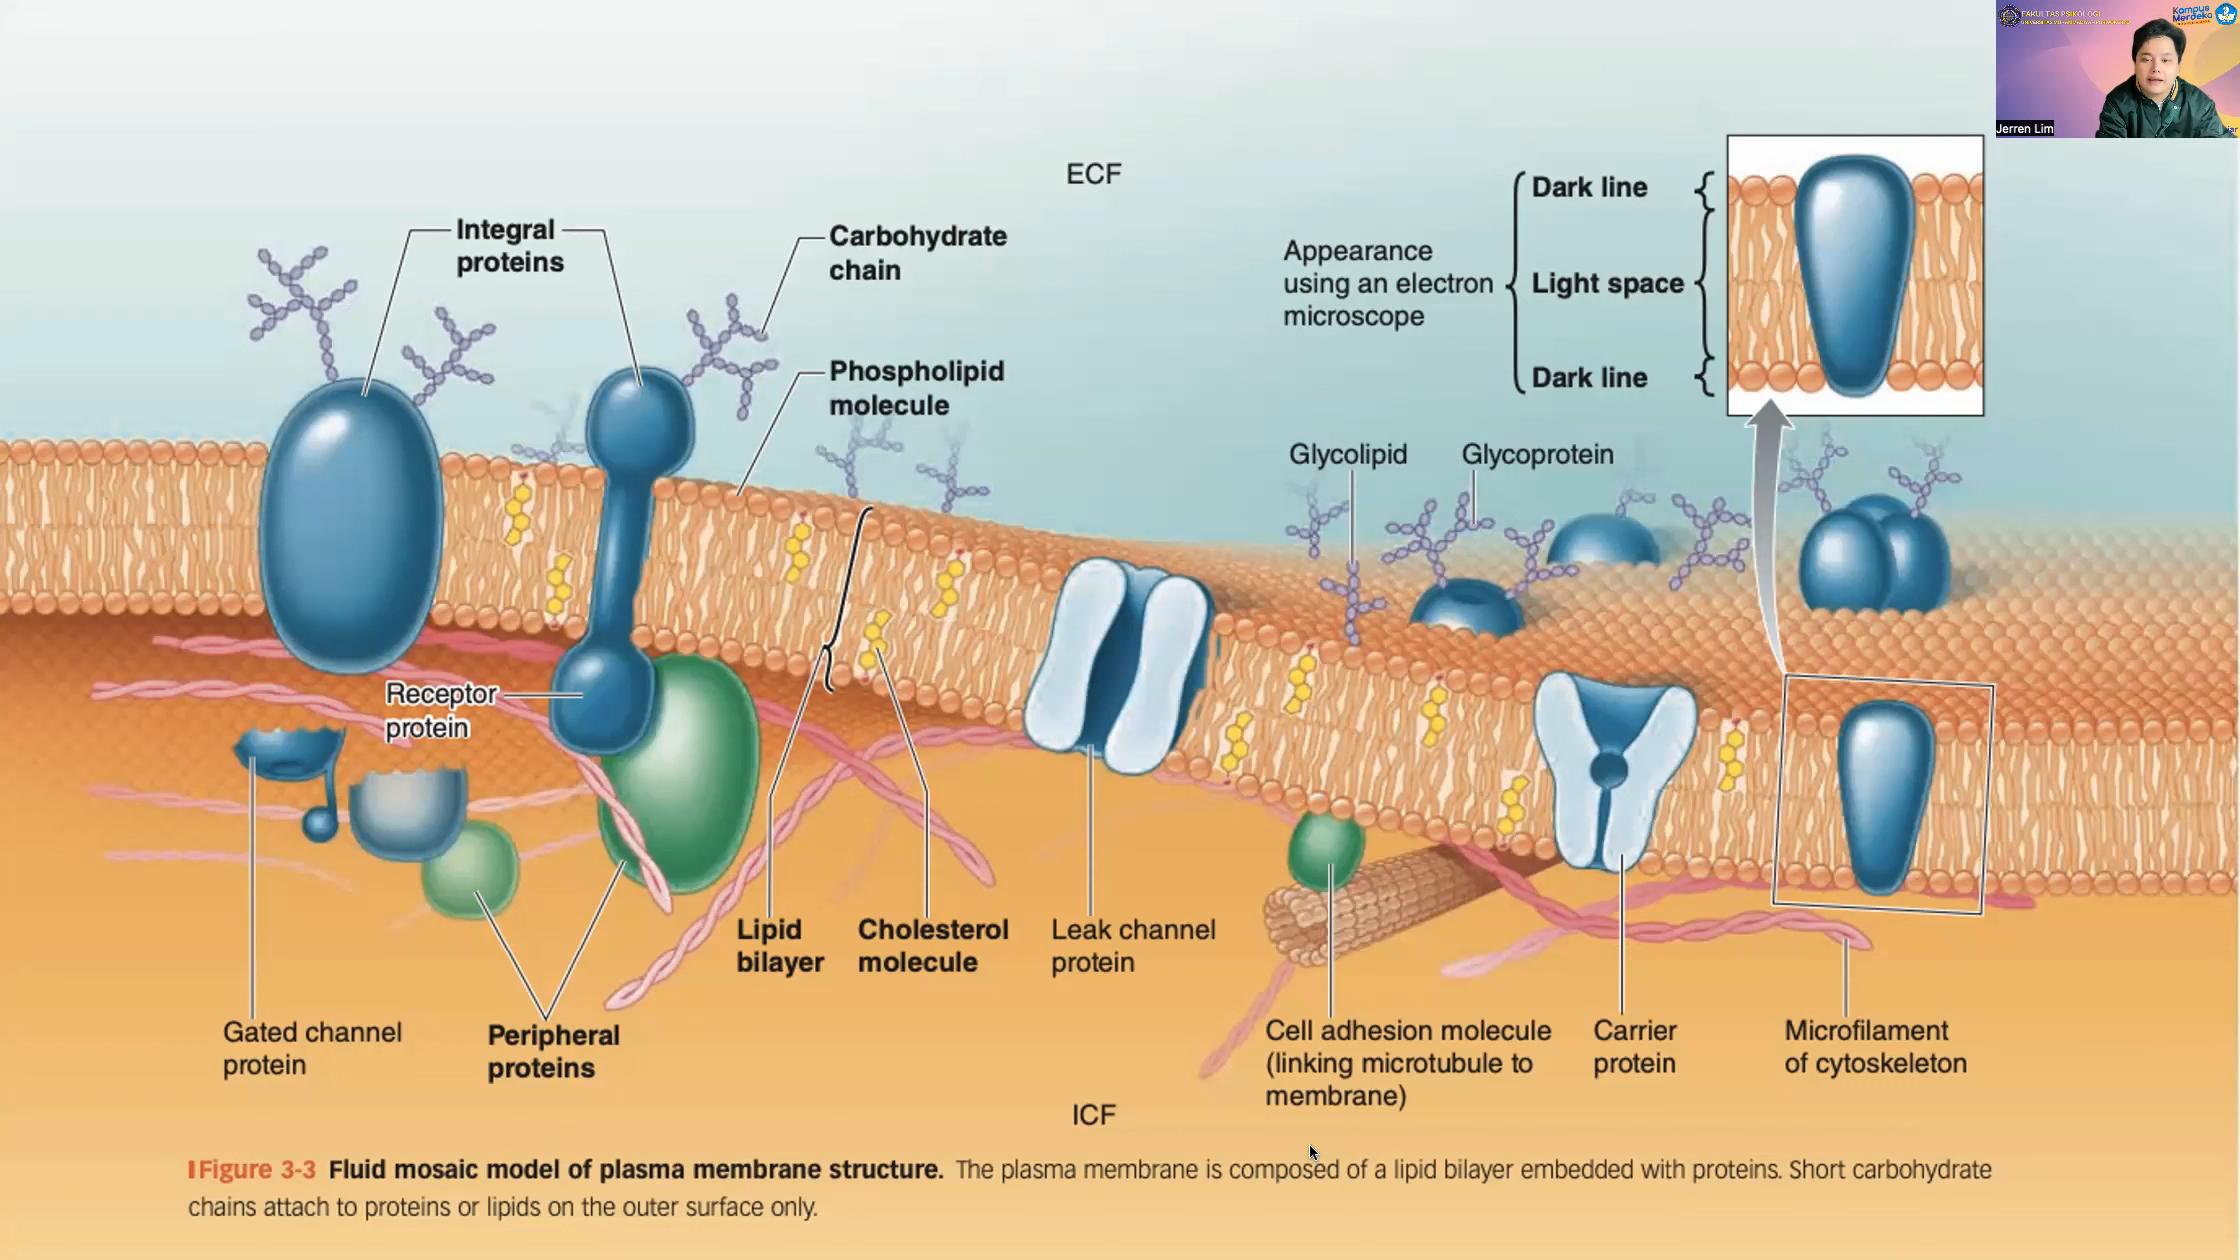 FAKULTAS PSIKOLOGI
Kampus
Merdeka
Jerren Lim
ECF
Integral
proteins
Carbohydrate
chain
Phospholipid
molecule
Appearance
using an electron
microscope
Dark line
Light space
Dark line
Glycolipid
Glycoprotein
Receptor
protein
Lipid
bilayer
Cholesterol
molecule
Leak channel
protein
Gated channel
protein
Peripheral
proteins
Cell adhesion molecule
(linking microtubule to
membrane)
Carrier
protein
Microfilament
of cytoskeleton
ICF
Figure 3-3 Fluid mosaic model of plasma membrane structure. The plasma membrane is composed of a lipid bilayer embedded with proteins. Short carbohydrate
chains attach to proteins or lipids on the outer surface only.